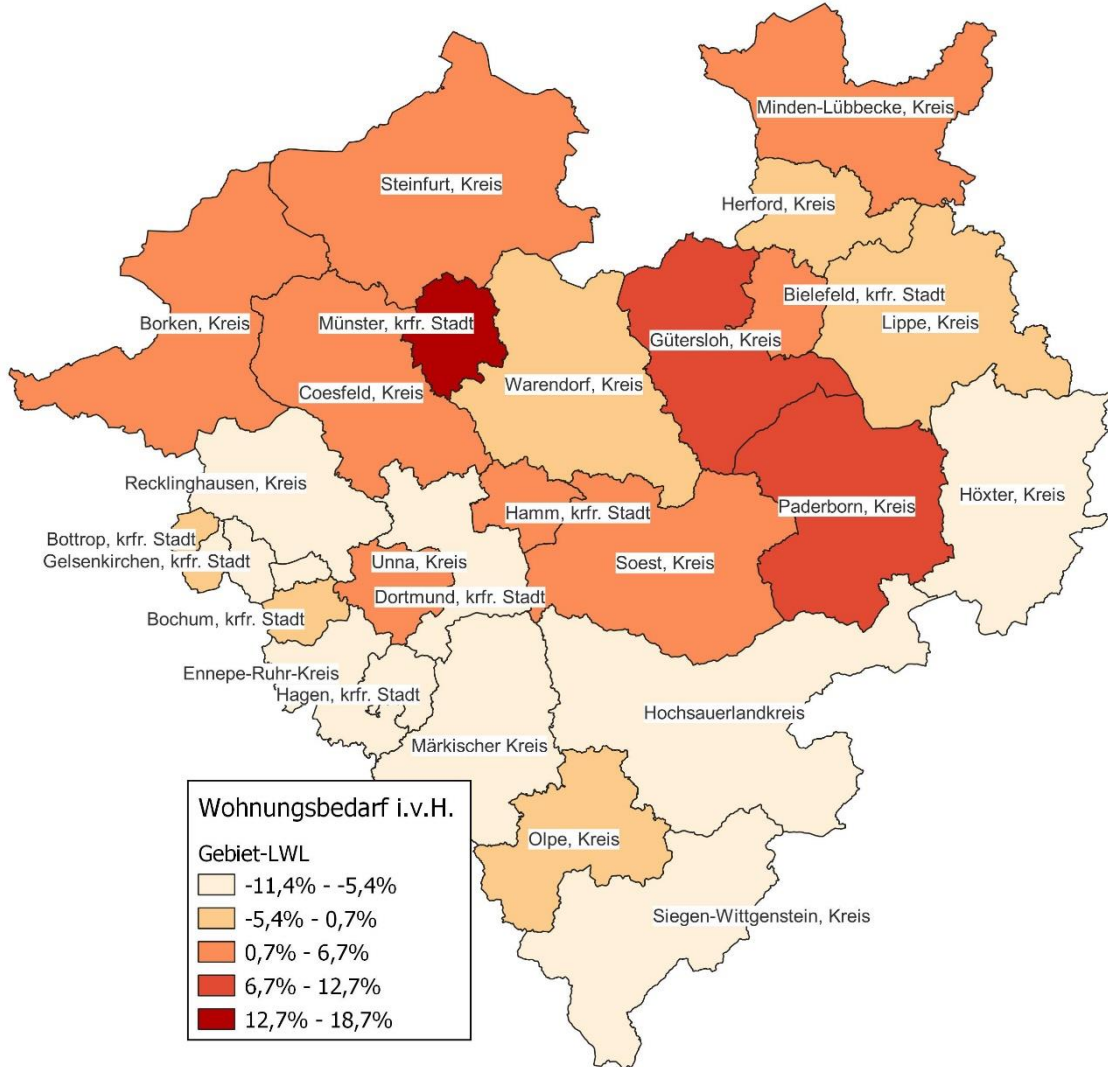 Minden-Lübbecke, Kreis
Steinfurt, Kreis
Herford, Kreis
Bielefeld, krfr. Stadt
Borken, Kreis
Münster, krfr. Stadt
Lippe, Kreis
Gütersloh, Kreis
Warendorf, Kreis
Coesfeld, Kreis
Recklinghausen, Kreis
Höxter, Kreis
Paderborn, Kreis
Hamm, krfr. Stadt
Bottrop, krfr. Stadt
Gelsenkirchen, krfr. Stadt
Unna, Kreis
Soest, Kreis
Dortmund, krfr. Stadt
Bochum, krfr. Stadt
Ennepe-Ruhr-Kreis
Hagen, krfr. Stadt
Hochsauerlandkreis
Märkischer Kreis
Olpe, Kreis
Siegen-Wittgenstein, Kreis
Wohnungsbedarf i.v.H.
Gebiet-LWL
-11,4% - -5,4%
-5,4% - 0,7%
0,7% - 6,7%
6,7% - 12,7%
12,7% - 18,7%